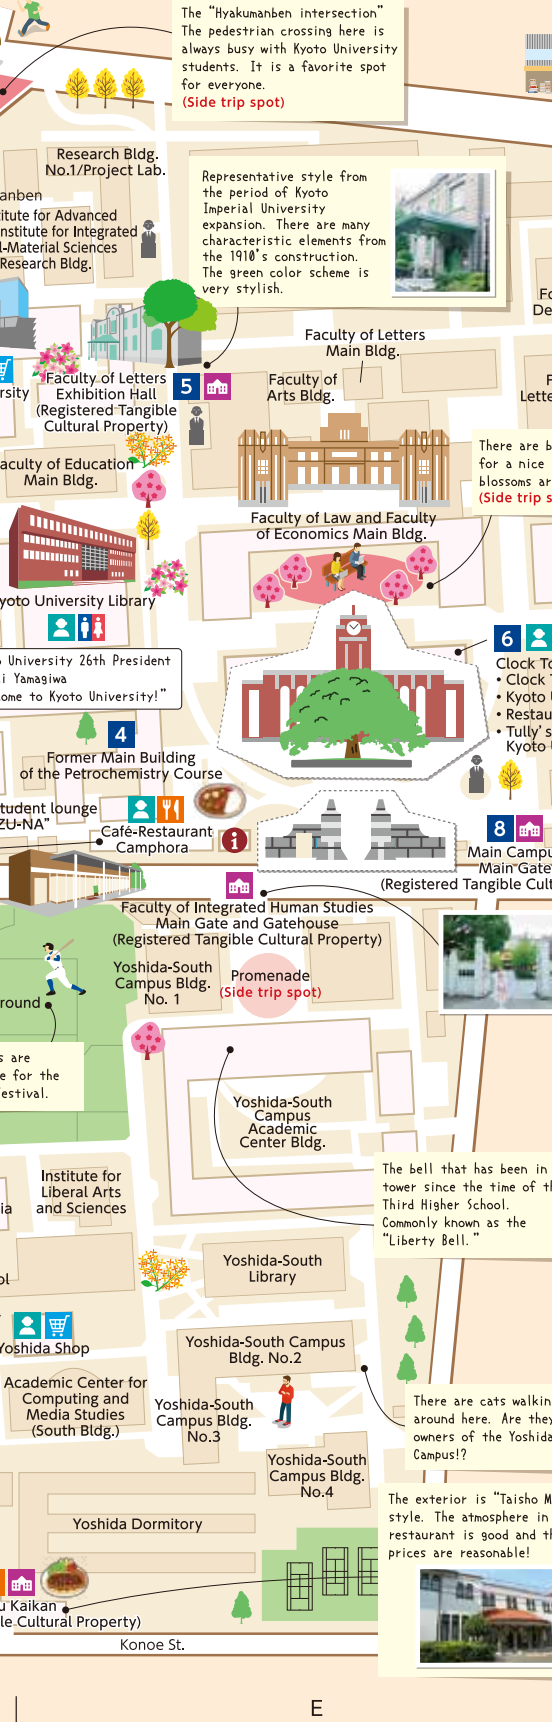 The “Hyakumanben intersection”
The pedestrian crossing here is
always busy with Kyoto University
students. It is a favorite spot
for everyone.
(Side trip spot)
Research Bldg.
No.1/Project Lab.
anben
itute for Advanced
nstitute for Integrated
l-Material Sciences
Research Bldg.
Representative style from
the period of Kyoto
Imperial University
expansion. There are many
characteristic elements from
the 1910's construction.
The green color scheme is
very stylish.
Fo
De
Faculty of Letters
Main Bldg.
rsity
Faculty of Letters
Exhibition Hall
(Registered Tangible
Cultural Property)
5
Faculty of
Arts Bldg.
F
Lette
aculty of Education
Main Bldg.
There are b
for a nice
blossoms ar
(Side trip s
Faculty of Law and Faculty
of Economics Main Bldg.
yoto University Library
University 26th President
i Yamagiwa
ome to Kyoto University!”
6
Clock To
• Clock T
• Kyoto U
• Restau
• Tully's
Kyoto U
4
Former Main Building
of the Petrochemistry Course
tudent lounge
ZU-NA”
Café-Restaurant
Camphora
i
8
Main Campu
Main Gate
(Registered Tangible Cult
Faculty of Integrated Human Studies
Main Gate and Gatehouse
(Registered Tangible Cultural Property)
Yoshida-South
Campus Bldg.
No. 1
Promenade
(Side trip spot)
round
s are
e for the
estival.
Yoshida-South
Campus
Academic
Center Bldg.
Institute for
Liberal Arts
and Sciences
ia
The bell that has been in
tower since the time of th
Third Higher School.
Commonly known as the
“Liberty Bell. ”
Yoshida-South
Library
ol
Yoshida Shop
Yoshida-South Campus
Bldg. No.2
Academic Center for
Computing and
Media Studies
(South Bldg.)
Yoshida-South
Campus Bldg.
No.3
There are cats walkin
around here. Are they
owners of the Yoshida
Campus!?
Yoshida-South
Campus Bldg.
No.4
The exterior is “Taisho M
style. The atmosphere in
restaurant is good and th
prices are reasonable!
Yoshida Dormitory
u Kaikan
le Cultural Property)
Konoe St.
E